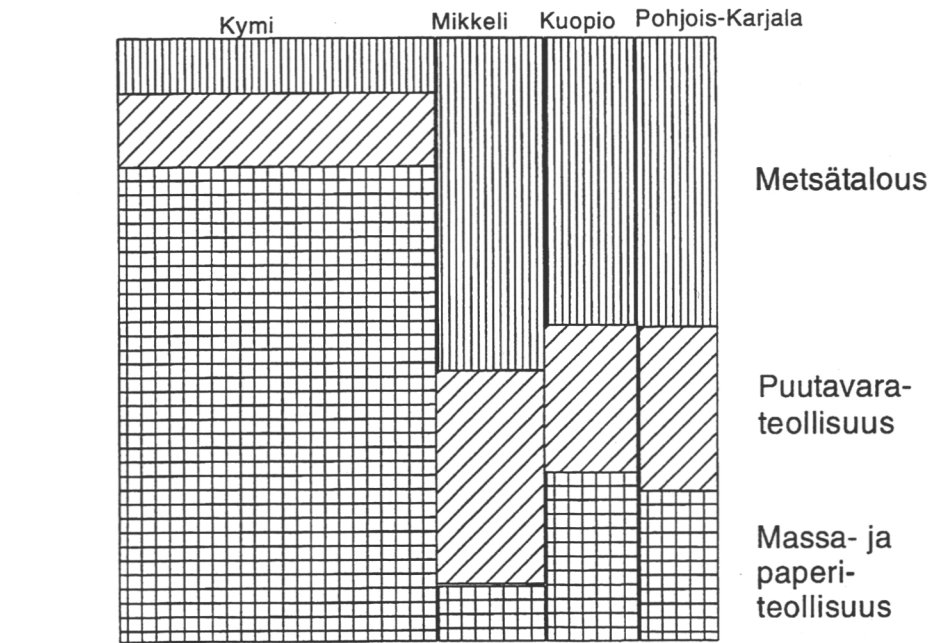 Kymi
Mikkeli
Kuopio
Pohjois-Karjala
Metsätalous
Puutavara-
teollisuus
Massa- ja
paperi-
teollisuus